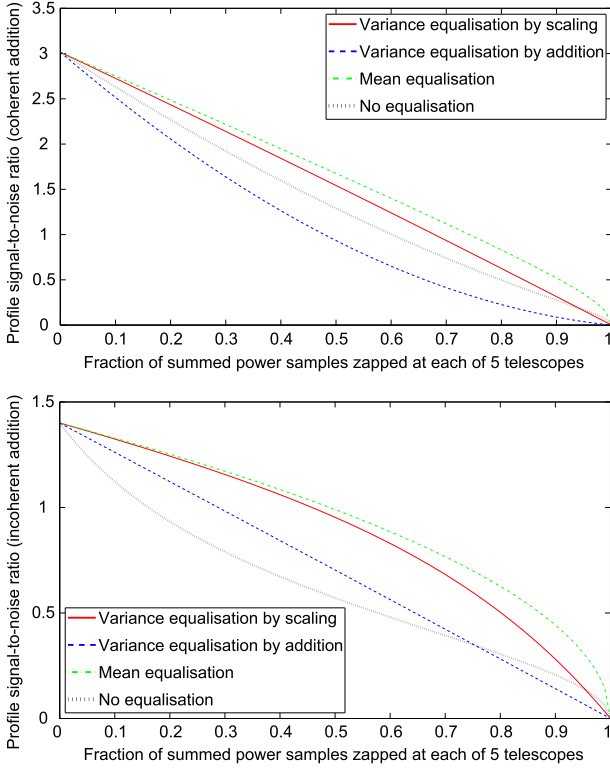 Profile signal-to-noise ratio (coherent addition)
3.5
3
2.5
2
1.5
1
0.5
0
Variance equalisation by scaling
Variance equalisation by addition
Mean equalisation
No equalisation
0 0.1 0.2 0.3 0.4 0.5 0.6 0.7 0.8 0.9 1
Fraction of summed power samples zapped at each of 5 telescopes
Profile signal-to-noise ratio (incoherent addition)
1.5
1
0.5
0
Variance equalisation by scaling
Variance equalisation by addition
Mean equalisation
No equalisation
0 0.1 0.2 0.3 0.4 0.5 0.6 0.7 0.8 0.9 1
Fraction of summed power samples zapped at each of 5 telescopes